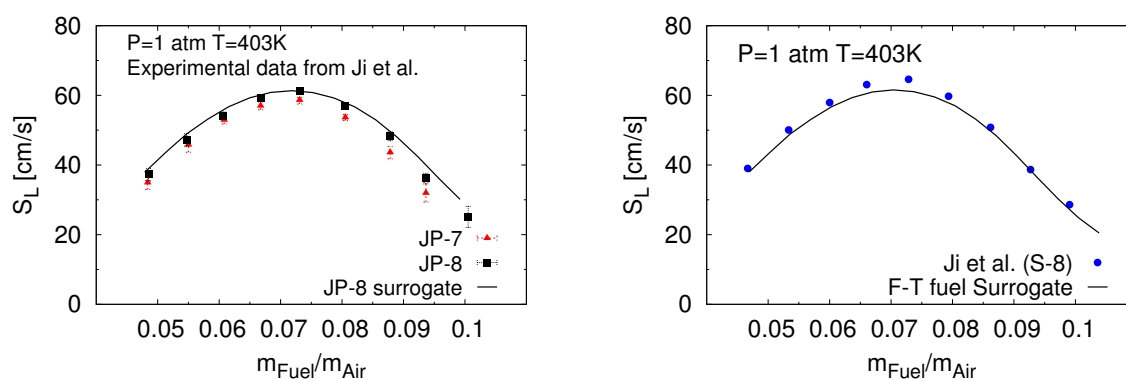 80
60
40
20
0
S_L [cm/s]
P=1 atm T=403K
Experimental data from Ji et al.
JP-7
JP-8
JP-8 surrogate
0.05 0.06 0.07 0.08 0.09 0.1
m_Fuel/m_Air
80
60
40
20
0
S_L [cm/s]
P=1 atm T=403K
Ji et al. (S-8)
F-T fuel Surrogate
0.05 0.06 0.07 0.08 0.09 0.1
m_Fuel/m_Air